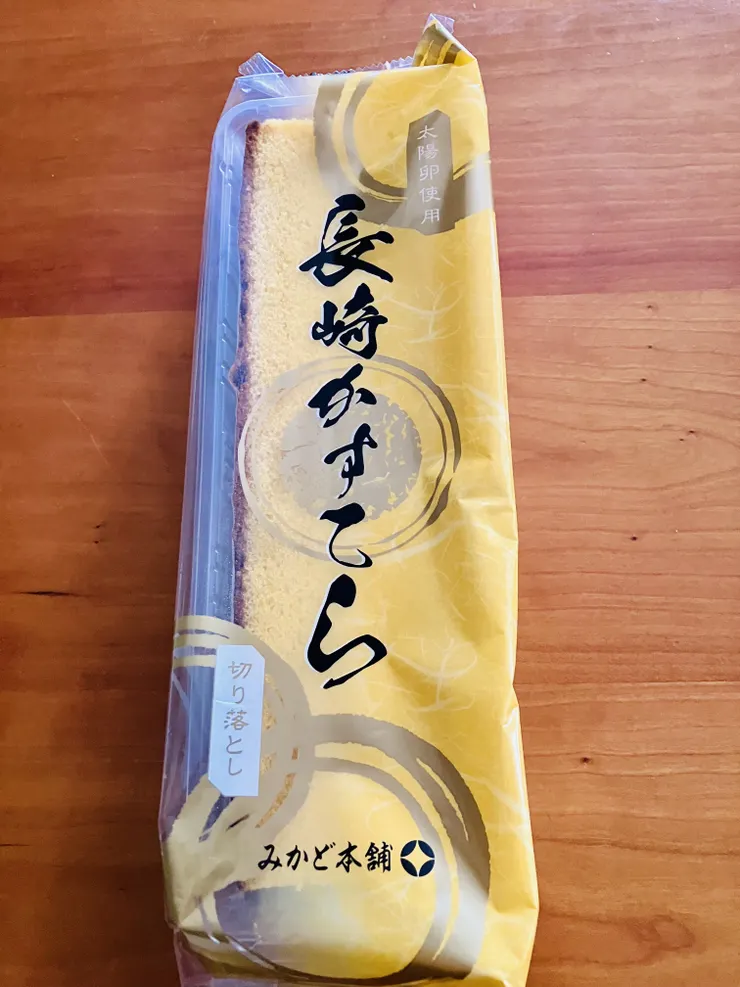 太陽卵使用
長崎かすてら
切り落とし
みかど本舗